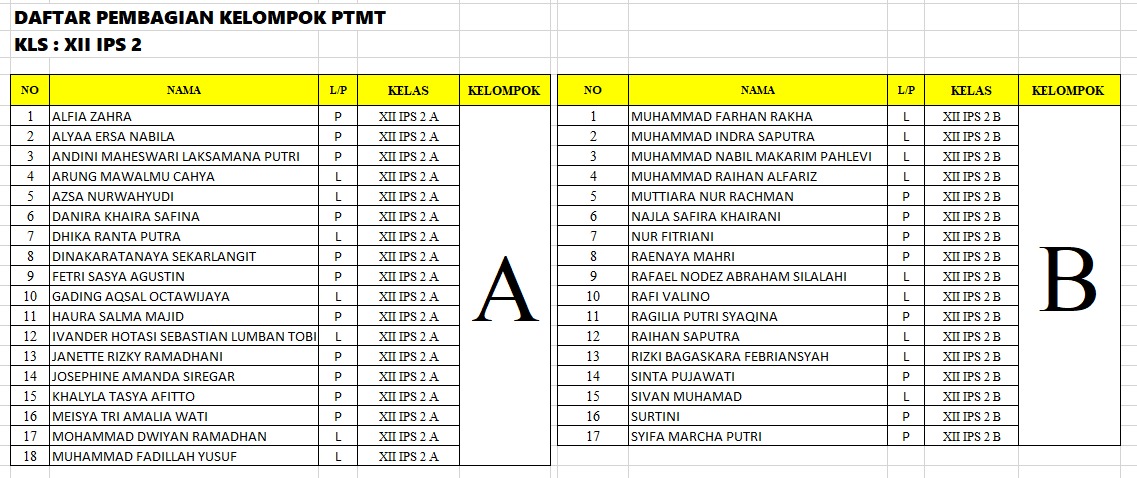 DAFTAR PEMBAGIAN KELOMPOK PTMT
KLS : XII IPS 2
NO NAMA L/P KELAS KELOMPOK
1 ALFIA ZAHRA P XII IPS 2 A
2 ALYAA ERSA NABILA P XII IPS 2 A
3 ANDINI MAHESWARI LAKSAMANA PUTRI P XII IPS 2 A
4 ARUNG MAWALMU CAHYA L XII IPS 2 A
5 AZSA NURWAHYUDI L XII IPS 2 A
6 DANIRA KHAIRA SAFINA P XII IPS 2 A
7 DHIKA RANTA PUTRA L XII IPS 2 A
8 DINAKARATANAYA SEKARLANGIT P XII IPS 2 A
9 FETRI SASYA AGUSTIN P XII IPS 2 A
10 GADING AQSAL OCTAWIJAYA L XII IPS 2 A
11 HAURA SALMA MAJID P XII IPS 2 A
12 IVANDER HOTASI SEBASTIAN LUMBAN TOBI L XII IPS 2 A
13 JANETTE RIZKY RAMADHANI P XII IPS 2 A
14 JOSEPHINE AMANDA SIREGAR P XII IPS 2 A
15 KHALYLA TASYA AFITTO P XII IPS 2 A
16 MEISYA TRI AMALIA WATI P XII IPS 2 A
17 MOHAMMAD DWIYAN RAMADHAN L XII IPS 2 A
18 MUHAMMAD FADILLAH YUSUF L XII IPS 2 A
A
NO NAMA L/P KELAS KELOMPOK
1 MUHAMMAD FARHAN RAKHA L XII IPS 2 B
2 MUHAMMAD INDRA SAPUTRA L XII IPS 2 B
3 MUHAMMAD NABIL MAKARIM PAHLEVI L XII IPS 2 B
4 MUHAMMAD RAIHAN ALFARIZ L XII IPS 2 B
5 MUTTIARA NUR RACHMAN P XII IPS 2 B
6 NAJLA SAFIRA KHAIRANI P XII IPS 2 B
7 NUR FITRIANI P XII IPS 2 B
8 RAENAYA MAHRI P XII IPS 2 B
9 RAFAEL NODEZ ABRAHAM SILALAHI L XII IPS 2 B
10 RAFI VALINO L XII IPS 2 B
11 RAGILIA PUTRI SYAQINA P XII IPS 2 B
12 RAIHAN SAPUTRA L XII IPS 2 B
13 RIZKI BAGASKARA FEBRIANSYAH L XII IPS 2 B
14 SINTA PUJAWATI P XII IPS 2 B
15 SIVAN MUHAMAD L XII IPS 2 B
16 SURTINI P XII IPS 2 B
17 SYIFA MARCHA PUTRI P XII IPS 2 B
B